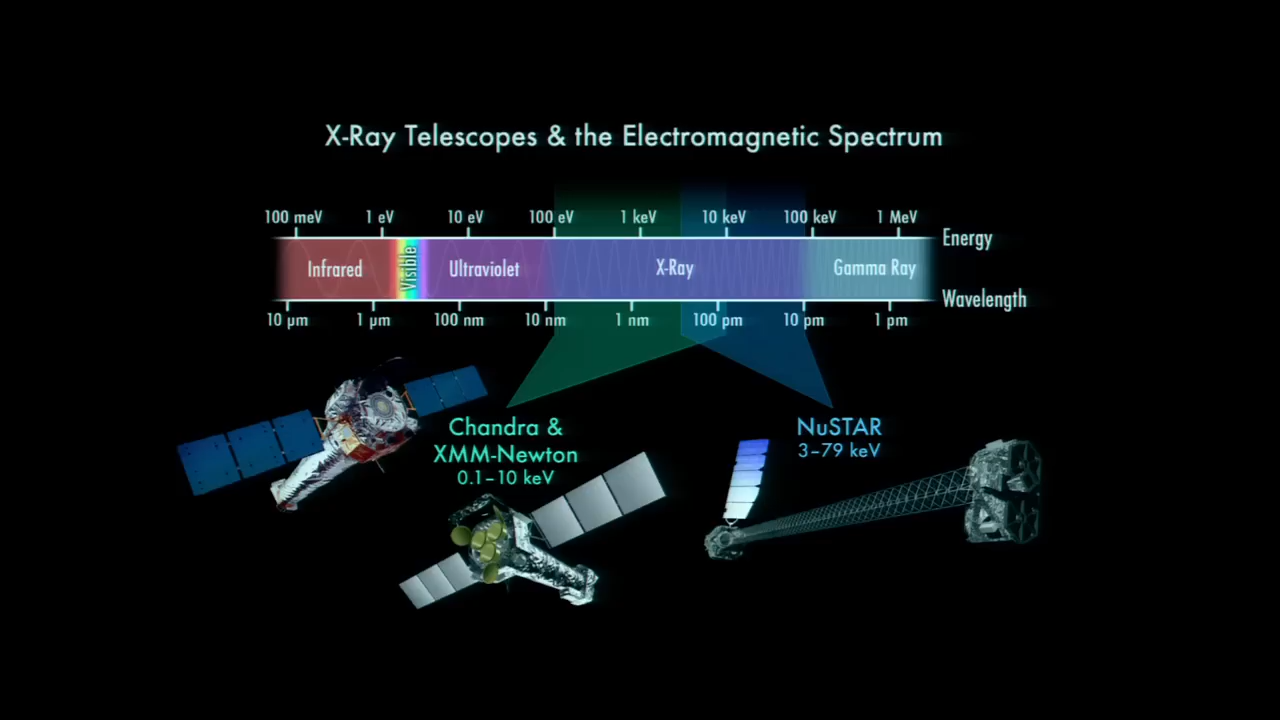 X-Ray Telescopes & the Electromagnetic Spectrum
100 meV 1 eV 10 eV 100 eV 1 keV 10 keV 100 keV 1 MeV
Energy
Infrared Visible Ultraviolet X-Ray Gamma Ray
Wavelength
10 µm 1 µm 100 nm 10 nm 1 nm 100 pm 10 pm 1 pm
Chandra &
XMM-Newton
0.1–10 keV
NuSTAR
3–79 keV